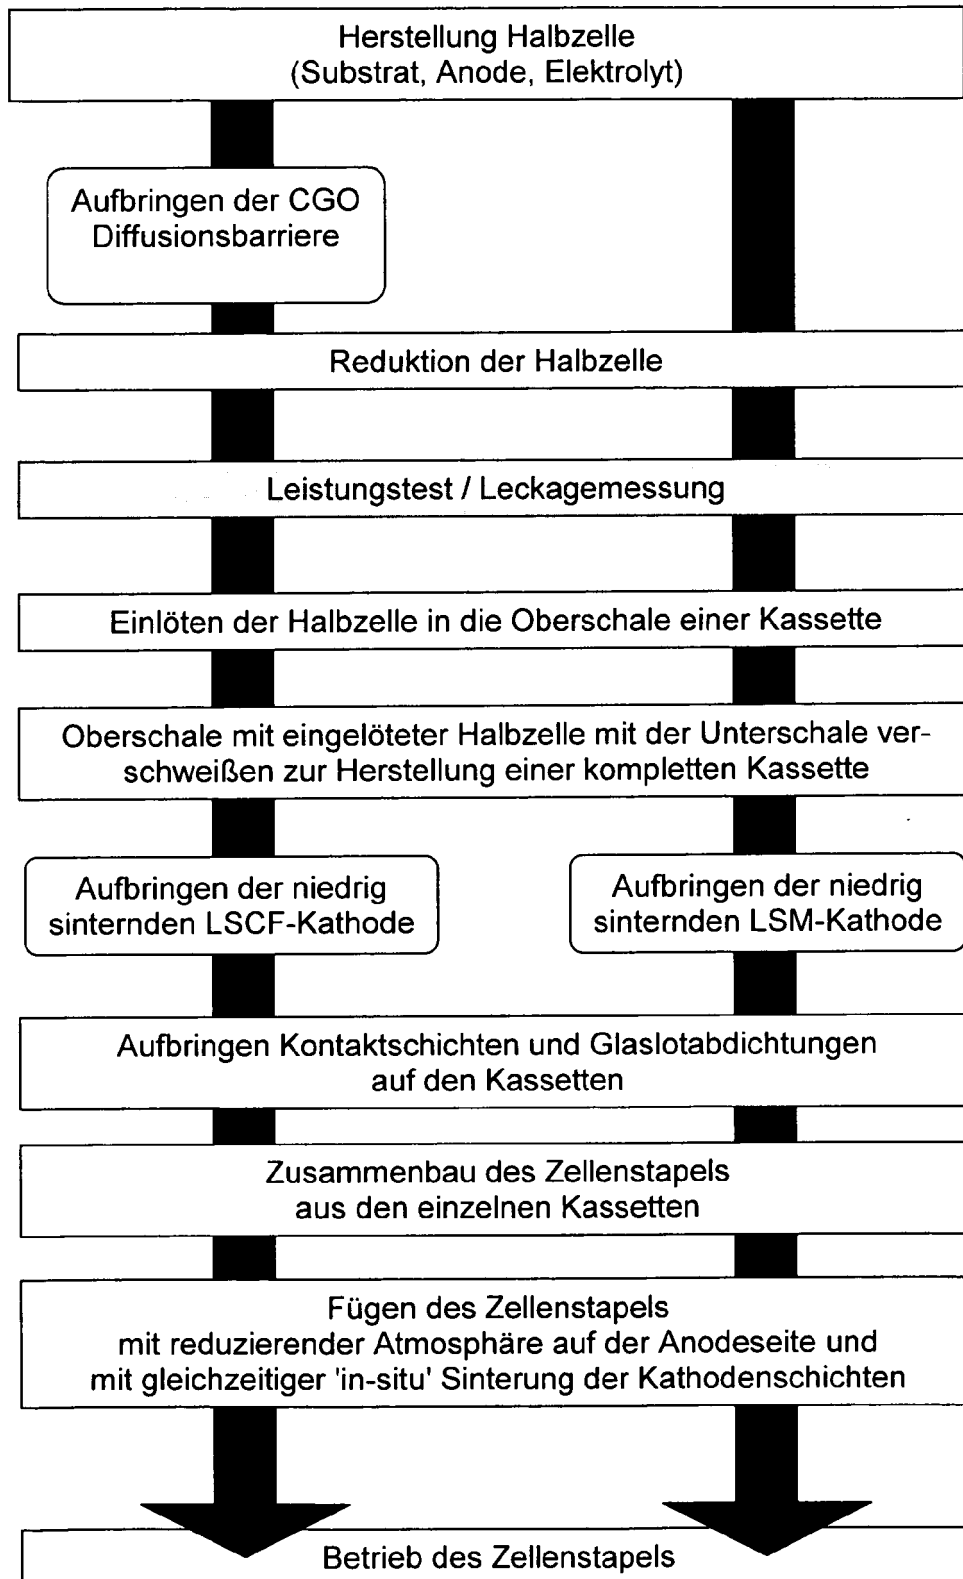 Herstellung Halbzelle
(Substrat, Anode, Elektrolyt)
Aufbringen der CGO
Diffusionsbarriere
Reduktion der Halbzelle
Leistungstest / Leckagemessung
Einlöten der Halbzelle in die Oberschale einer Kassette
Oberschale mit eingelöteter Halbzelle mit der Unterschale ver-
schweißen zur Herstellung einer kompletten Kassette
Aufbringen der niedrig
sinternden LSCF-Kathode
Aufbringen der niedrig
sinternden LSM-Kathode
Aufbringen Kontaktschichten und Glaslotabdichtungen
auf den Kassetten
Zusammenbau des Zellenstapels
aus den einzelnen Kassetten
Fügen des Zellenstapels
mit reduzierender Atmosphäre auf der Anodeseite und
mit gleichzeitiger 'in-situ' Sinterung der Kathodenschichten
Betrieb des Zellenstapels